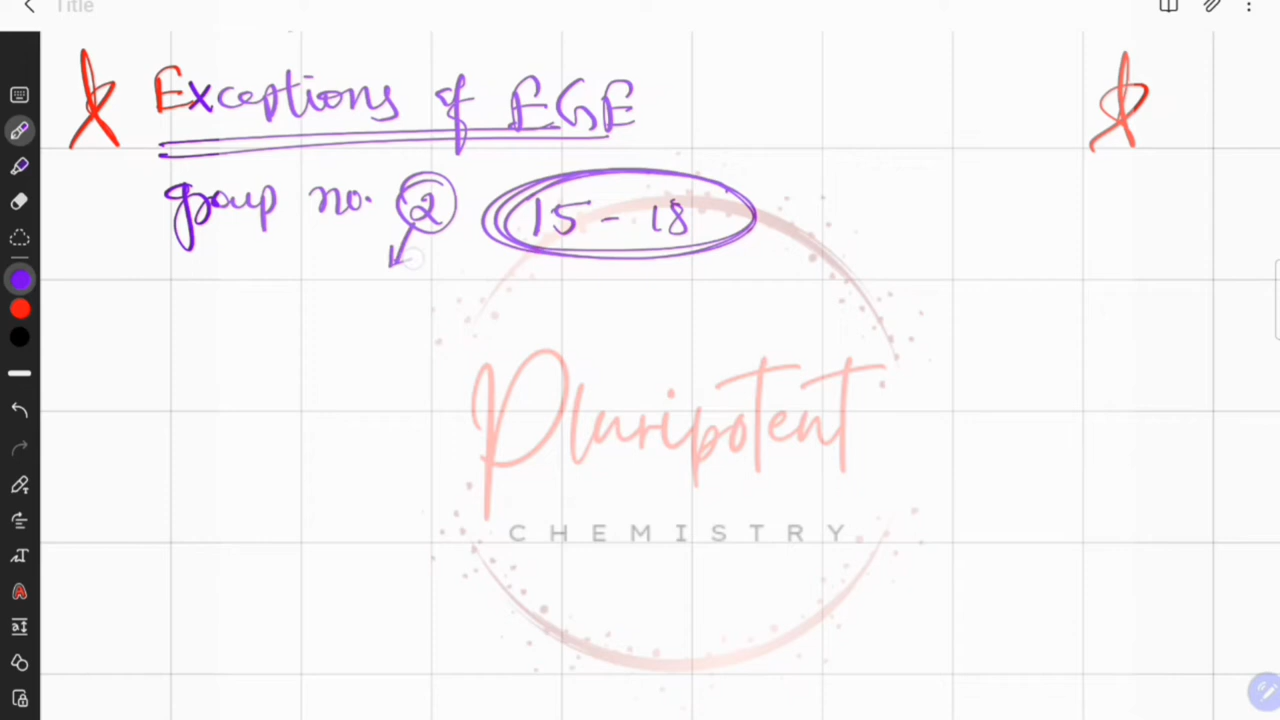 Title
Exceptions of EGE
group no. 2 15 - 18
Pluripotent
CHEMISTRY